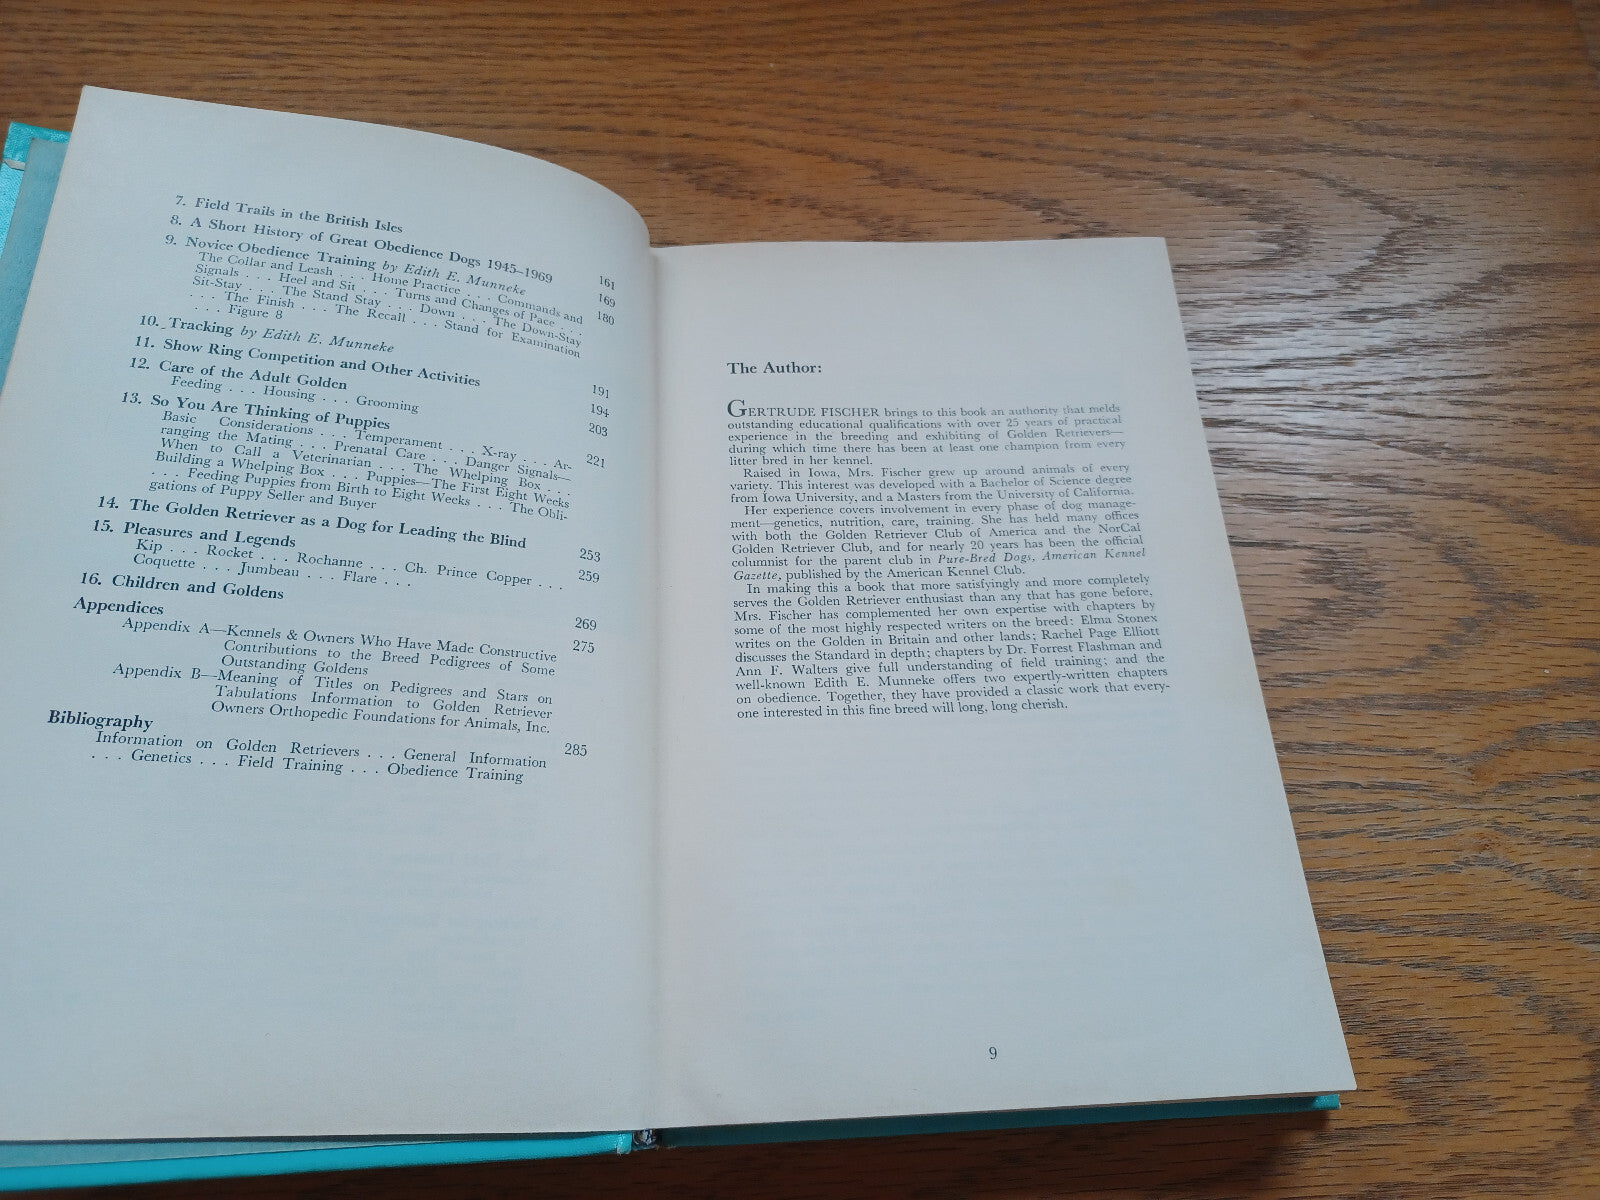 7. Field Trails in the British Isles 161
8. A Short History of Great Obedience Dogs 1945–1969 169
9. Novice Obedience Training by Edith E. Munneke 180
The Collar and Leash . . . Home Practice . . . Commands and
Signals . . . Heel and Sit . . . Turns and Changes of Pace . . .
Sit-Stay . . . The Stand Stay . . . Down . . . The Down-Stay
. . . The Finish . . . The Recall . . . Stand for Examination
. . . Figure 8
10. Tracking by Edith E. Munneke 191
11. Show Ring Competition and Other Activities 194
12. Care of the Adult Golden 203
Feeding . . . Housing . . . Grooming
13. So You Are Thinking of Puppies 221
Basic Considerations . . . Temperament . . . X-ray . . . Ar-
ranging the Mating . . . Prenatal Care . . . Danger Signals—
When to Call a Veterinarian . . . The Whelping Box . . .
Building a Whelping Box . . . Puppies—The First Eight Weeks
. . . Feeding Puppies from Birth to Eight Weeks . . . The Obli-
gations of Puppy Seller and Buyer
14. The Golden Retriever as a Dog for Leading the Blind 253
15. Pleasures and Legends 259
Kip . . . Rocket . . . Rochanne . . . Ch. Prince Copper . . .
Coquette . . . Jumbeau . . . Flare . . .
16. Children and Goldens 269
Appendices 275
Appendix A—Kennels & Owners Who Have Made Constructive
Contributions to the Breed Pedigrees of Some
Outstanding Goldens
Appendix B—Meaning of Titles on Pedigrees and Stars on
Tabulations Information to Golden Retriever
Owners Orthopedic Foundations for Animals, Inc.
Bibliography 285
Information on Golden Retrievers . . . General Information
. . . Genetics . . . Field Training . . . Obedience Training
The Author:
GERTRUDE FISCHER brings to this book an authority that melds
outstanding educational qualifications with over 25 years of practical
experience in the breeding and exhibiting of Golden Retrievers—
during which time there has been at least one champion from every
litter bred in her kennel.
Raised in Iowa, Mrs. Fischer grew up around animals of every
variety. This interest was developed with a Bachelor of Science degree
from Iowa University, and a Masters from the University of California.
Her experience covers involvement in every phase of dog manage-
ment—genetics, nutrition, care, training. She has held many offices
with both the Golden Retriever Club of America and the NorCal
Golden Retriever Club, and for nearly 20 years has been the official
columnist for the parent club in Pure-Bred Dogs, American Kennel
Gazette, published by the American Kennel Club.
In making this a book that more satisfyingly and more completely
serves the Golden Retriever enthusiast than any that has gone before,
Mrs. Fischer has complemented her own expertise with chapters by
some of the most highly respected writers on the breed: Elma Stonex
writes on the Golden in Britain and other lands; Rachel Page Elliott
discusses the Standard in depth; chapters by Dr. Forrest Flashman and
Ann F. Walters give full understanding of field training; and the
well-known Edith E. Munneke offers two expertly-written chapters
on obedience. Together, they have provided a classic work that every-
one interested in this fine breed will long, long cherish.
9